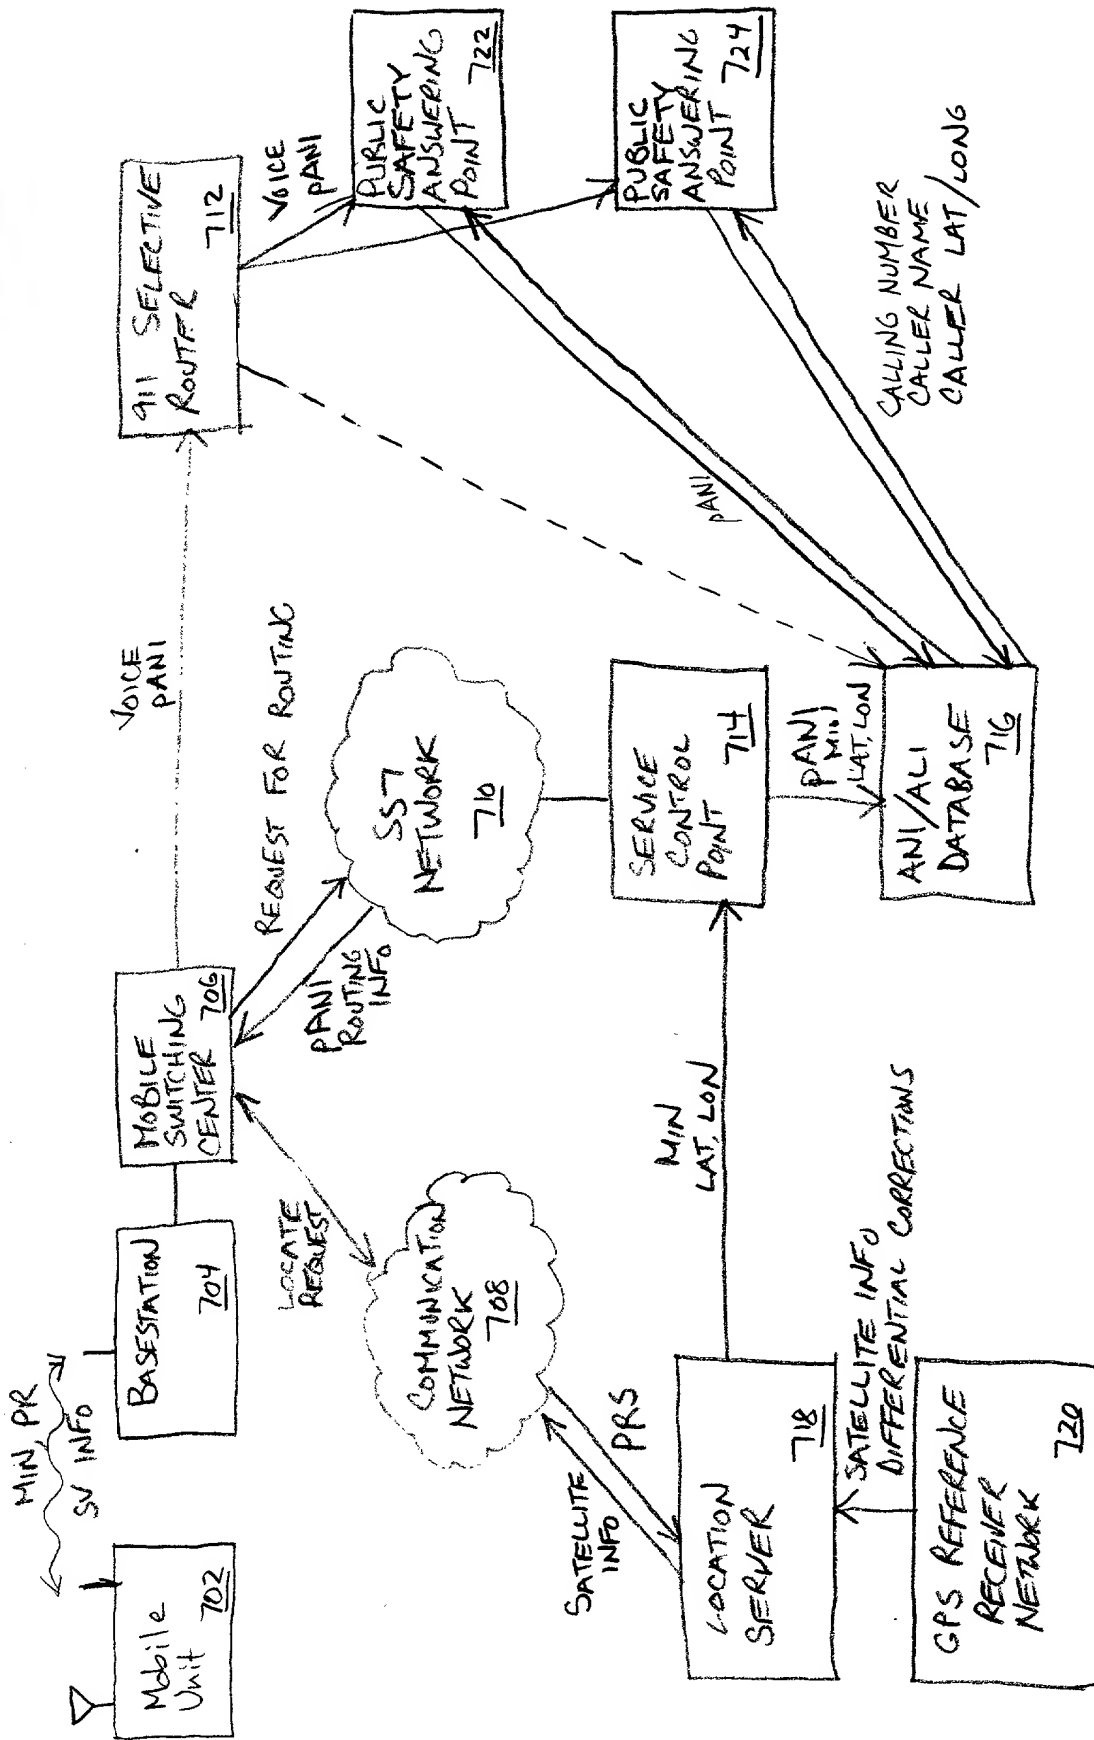 MIN, PR
SV INFO
Mobile
Unit
702
BASESTATION
704
MOBILE
SWITCHING
CENTER 706
VOICE
pANI
911 SELECTIVE
ROUTER
712
VOICE
pANI
PUBLIC
SAFETY
ANSWERING
POINT
722
PUBLIC
SAFETY
ANSWERING
POINT
724
LOCATE
REQUEST
REQUEST FOR ROUTING
pANI
ROUTING
INFO
COMMUNICATION
NETWORK
708
SS7
NETWORK
710
SATELLITE
INFO
PRS
MIN
LAT, LON
SERVICE
CONTROL
POINT
714
pANI
MIN
LAT, LON
pANI
CALLING NUMBER
CALLER NAME
CALLER LAT/LONG
LOCATION
SERVER
718
ANI/ALI
DATABASE
716
SATELLITE INFO
DIFFERENTIAL CORRECTIONS
GPS REFERENCE
RECEIVER
NETWORK
720